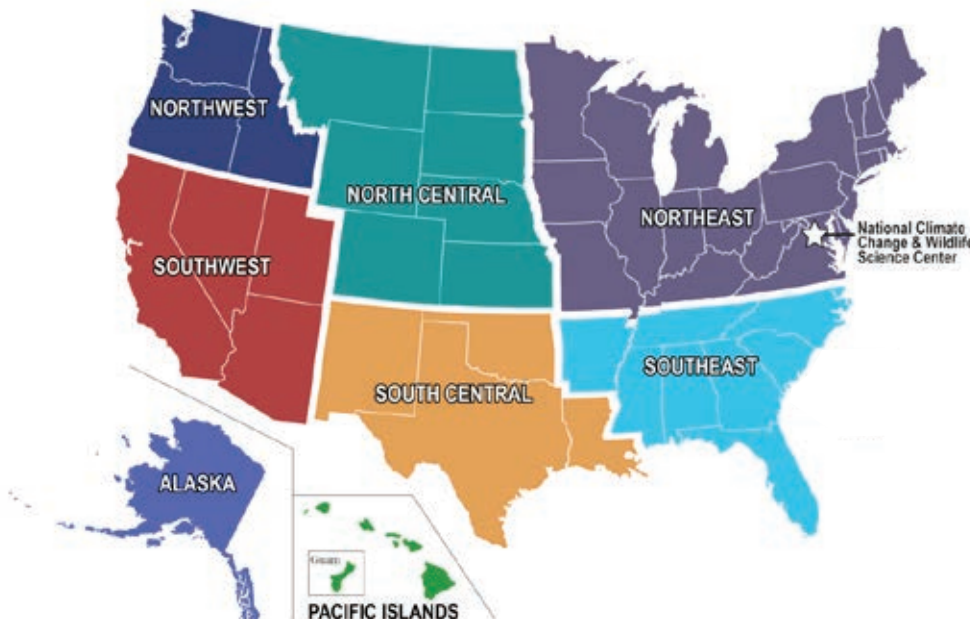 NORTHWEST
NORTH CENTRAL
NORTHEAST
National Climate
Change & Wildlife
Science Center
SOUTHWEST
SOUTHEAST
SOUTH CENTRAL
ALASKA
Guam
PACIFIC ISLANDS